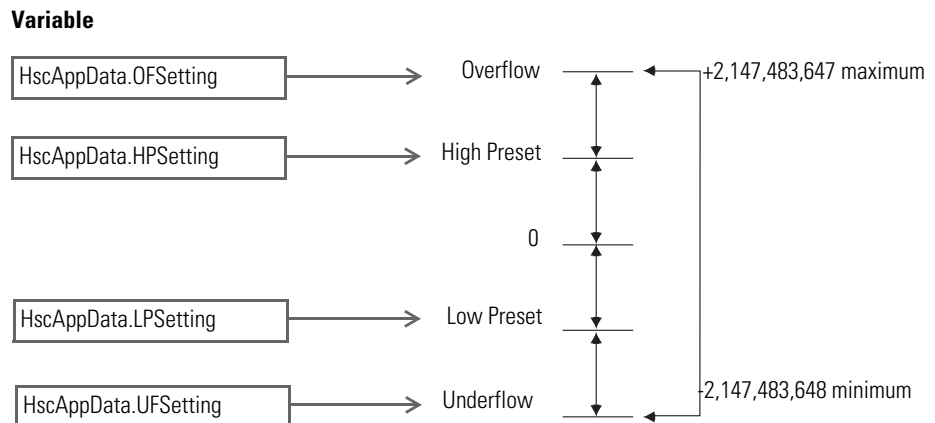 Variable
HscAppData.OFSetting
Overflow
+2,147,483,647 maximum
HscAppData.HPSetting
High Preset
0
HscAppData.LPSetting
Low Preset
HscAppData.UFSetting
Underflow
-2,147,483,648 minimum